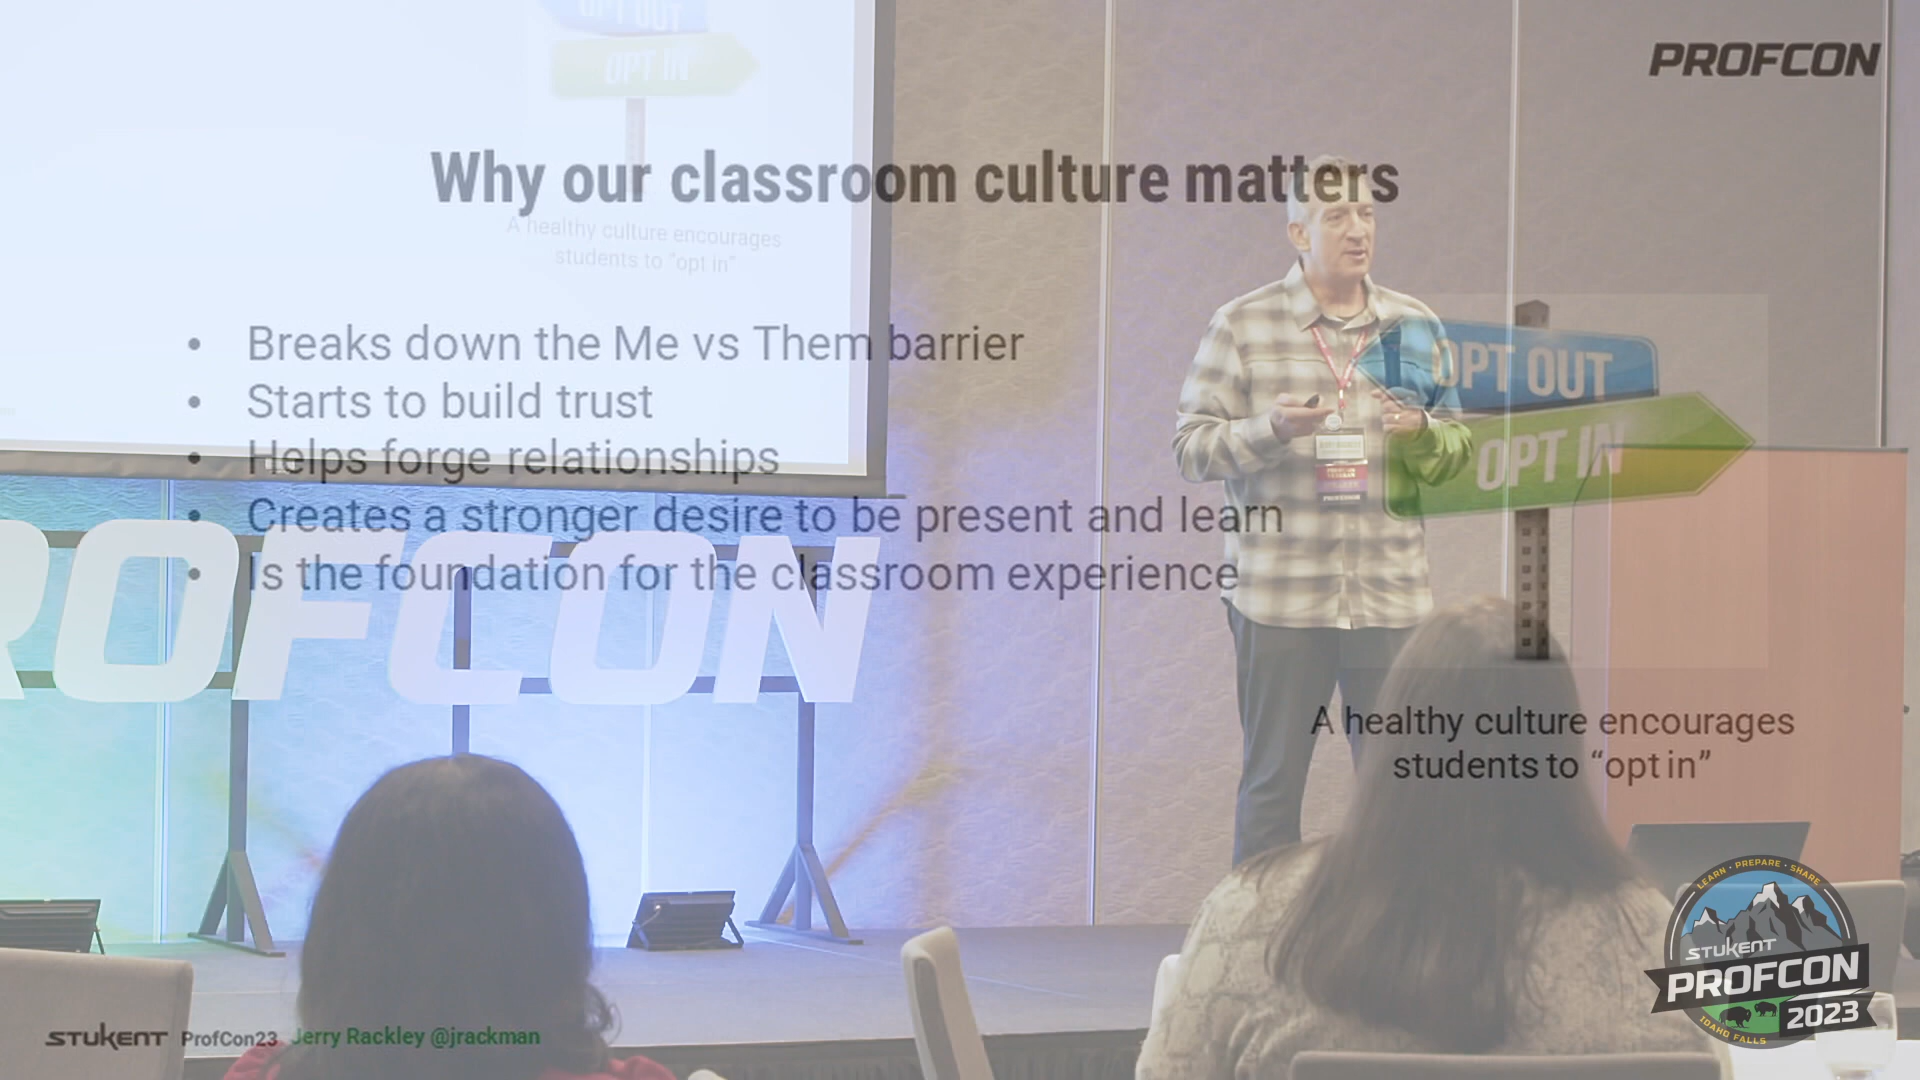 OPT OUT
OPT IN
PROFCON
Why our classroom culture matters
A healthy culture encourages
students to “opt in”
• Breaks down the Me vs Them barrier
• Starts to build trust
• Helps forge relationships
• Creates a stronger desire to be present and learn
• Is the foundation for the classroom experience
OPT OUT
OPT IN
PROFESSOR
ROFCON
A healthy culture encourages
students to “opt in”
LEARN · PREPARE · SHARE
STUKENT
PROFCON
2023
IDAHO FALLS
STUKENT ProfCon23 Jerry Rackley @jrackman